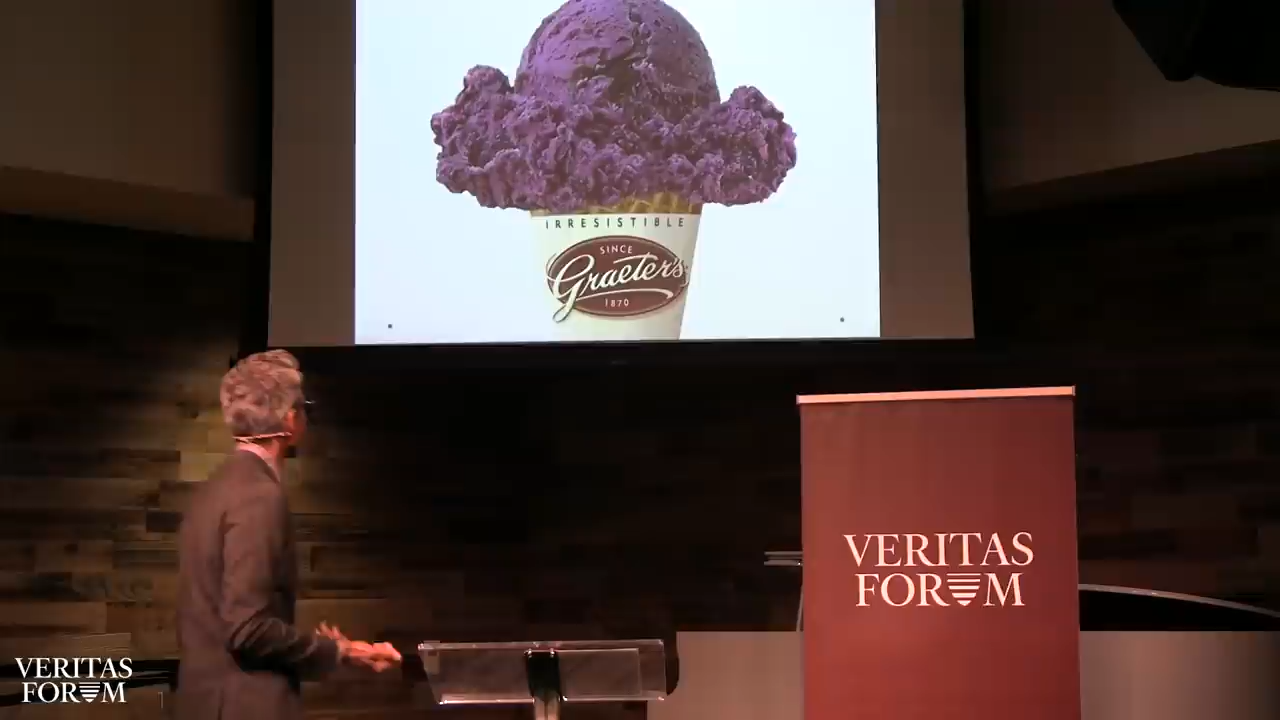 IRRESISTIBLE
SINCE
Graeter's
1870
VERITAS
FORUM
VERITAS
FORUM